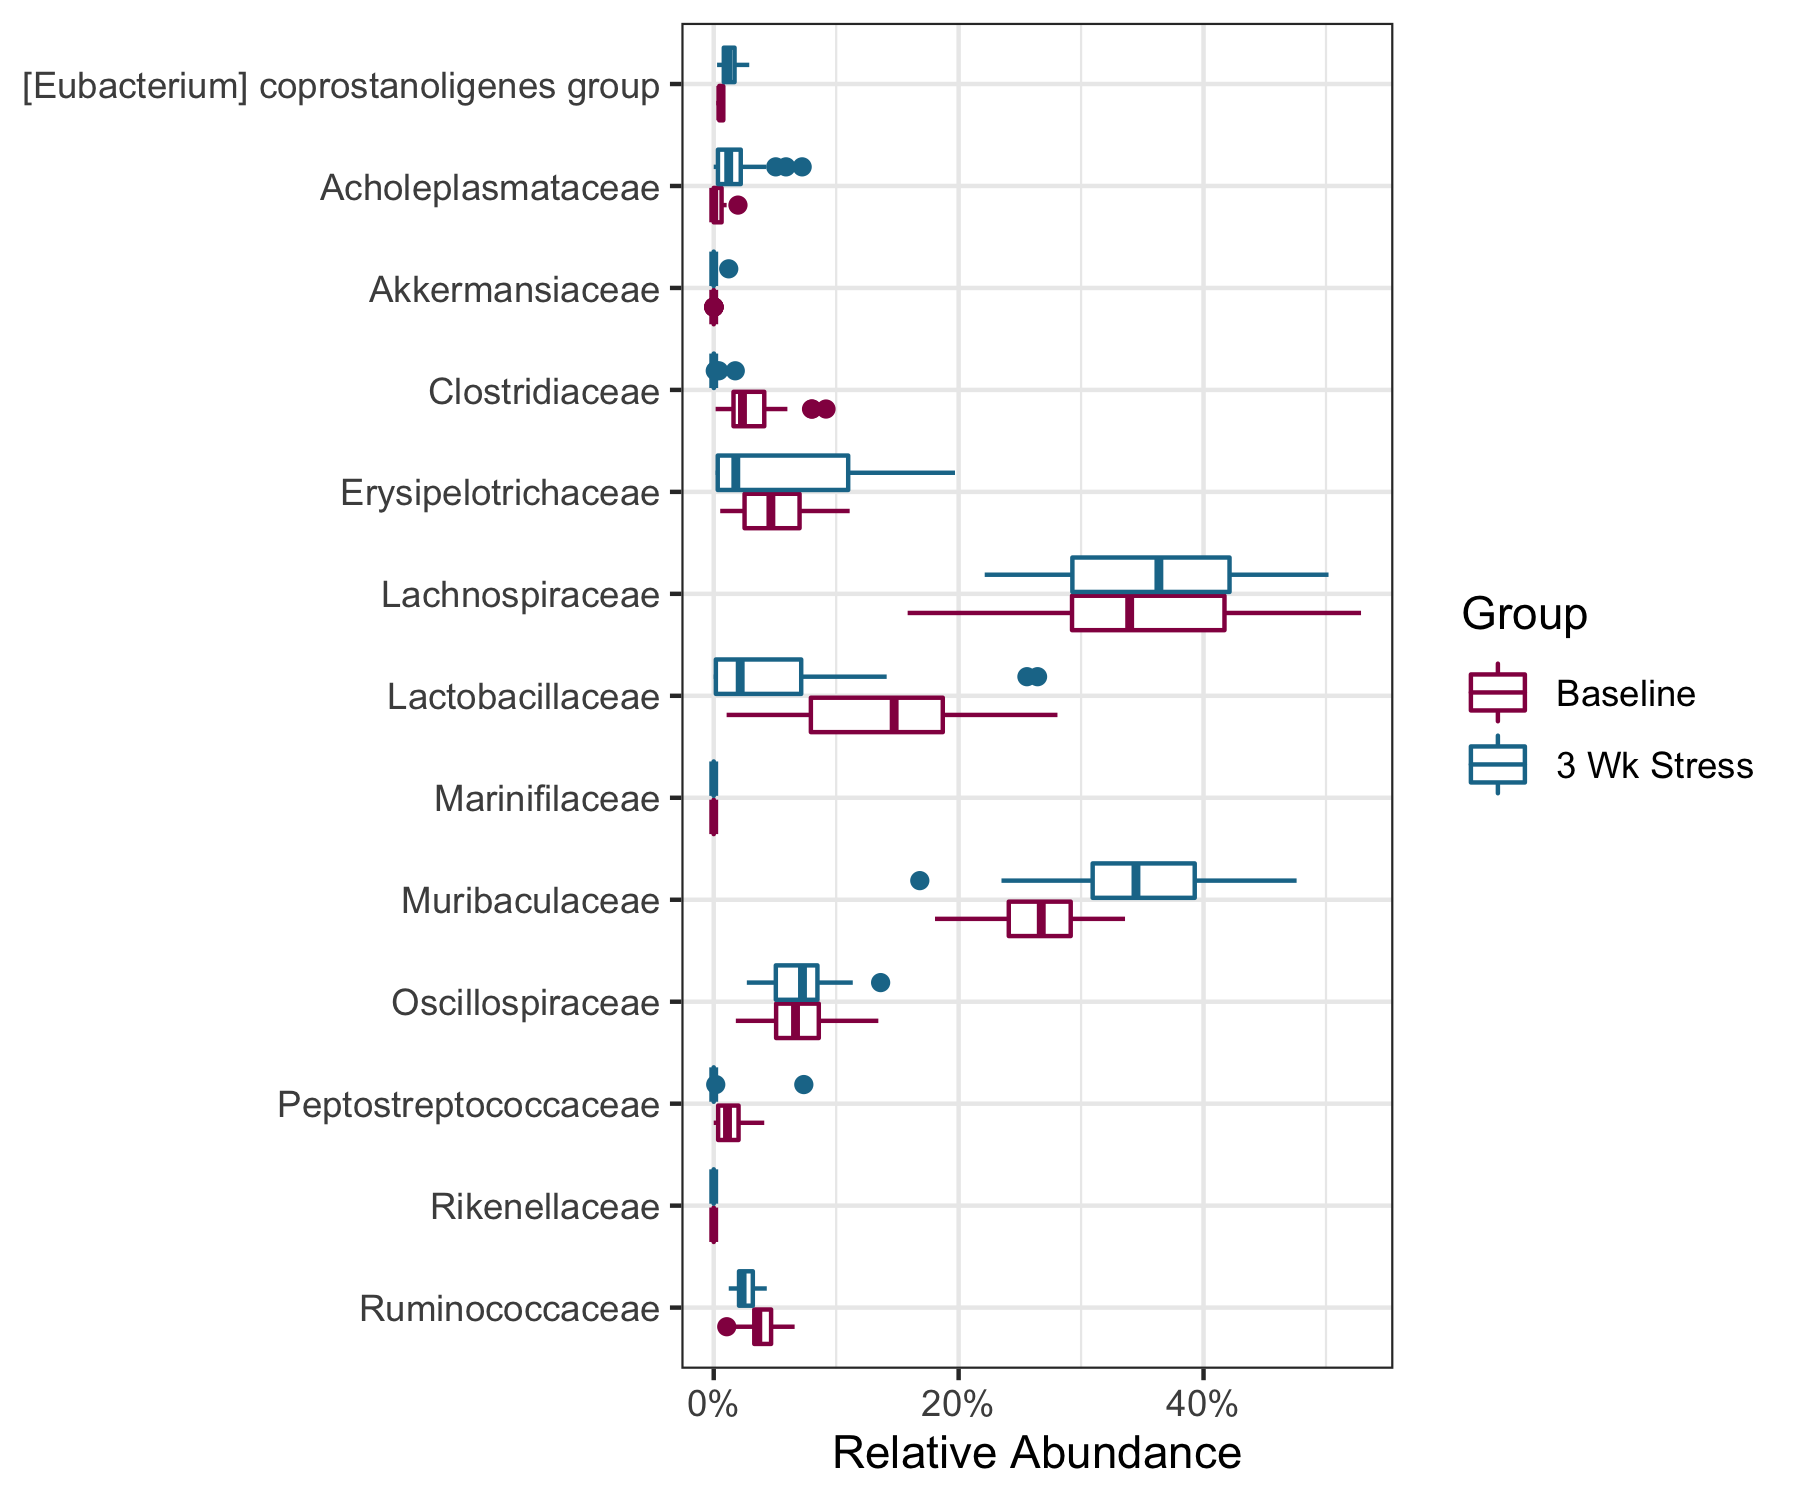 [Eubacterium] coprostanoligenes group
Acholeplasmataceae
Akkermansiaceae
Clostridiaceae
Erysipelotrichaceae
Lachnospiraceae
Lactobacillaceae
Marinifilaceae
Muribaculaceae
Oscillospiraceae
Peptostreptococcaceae
Rikenellaceae
Ruminococcaceae
0% 20% 40%
Relative Abundance
Group
Baseline
3 Wk Stress